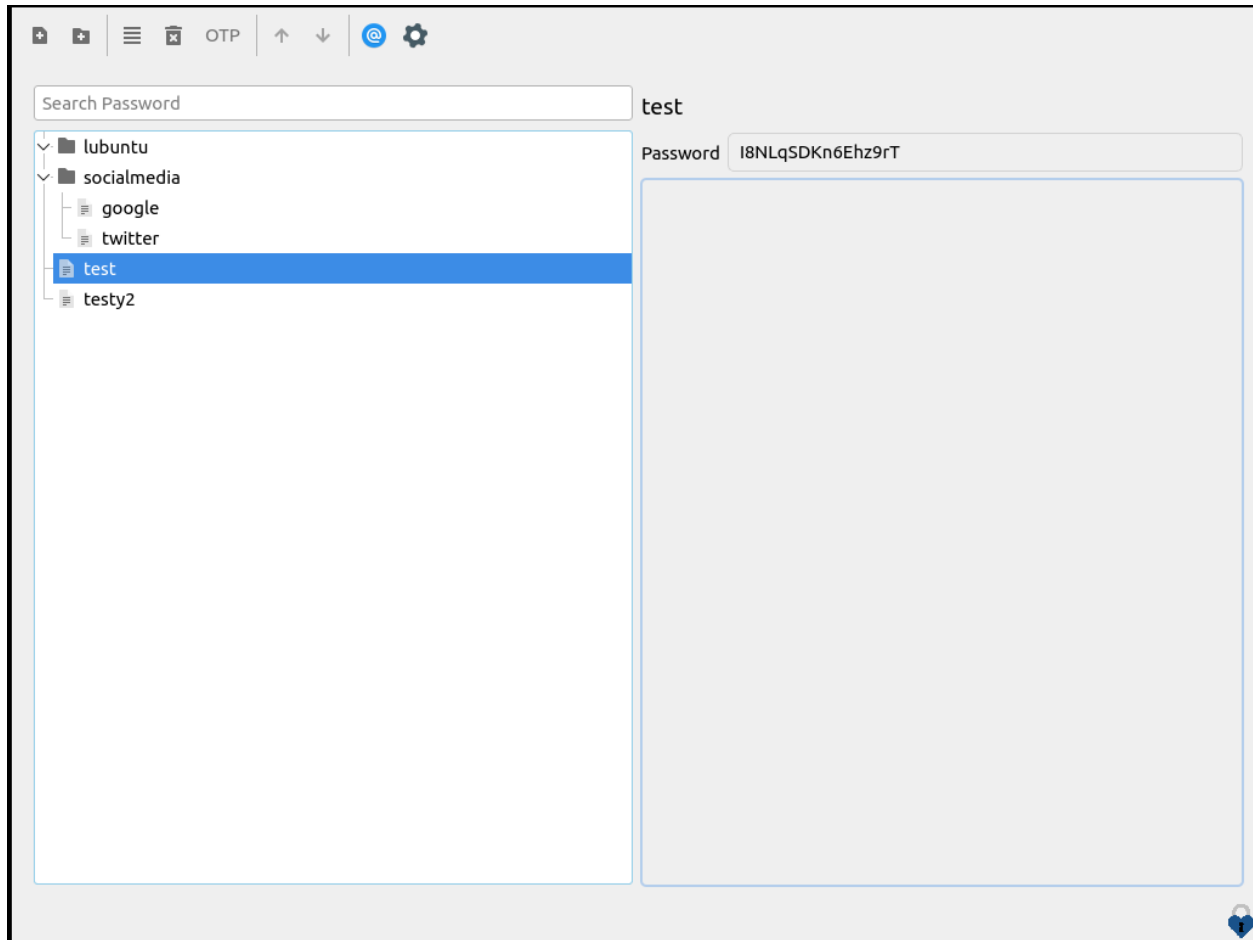 OTP
Search Password
test
lubuntu
Password I8NLqSDKn6Ehz9rT
socialmedia
google
twitter
test
testy2